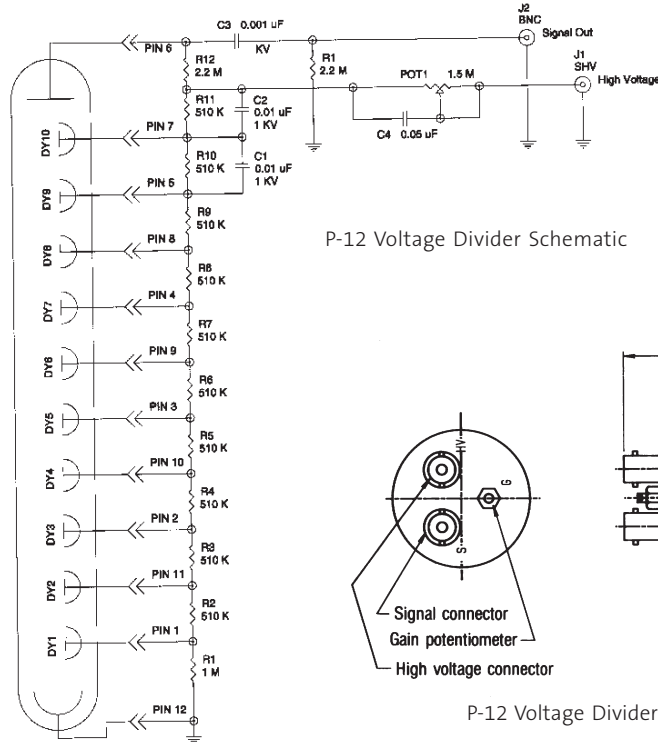 J2
BNC
Signal Out
C3 0.001 uF
KV
PIN 6
R12
2.2 M
R1
2.2 M
POT1
1.5 M
J1
SHV
High Voltage
R11
510 K
C2
0.01 uF
1 KV
C4 0.05 uF
DY10
PIN 7
R10
510 K
C1
0.01 uF
1 KV
DY9
PIN 5
R9
510 K
P-12 Voltage Divider Schematic
DY8
PIN 8
R8
510 K
DY7
PIN 4
R7
510 K
DY6
PIN 9
R6
510 K
DY5
PIN 3
R5
510 K
DY4
PIN 10
R4
510 K
DY3
PIN 2
R3
510 K
DY2
PIN 11
R2
510 K
DY1
PIN 1
R1
1 M
PIN 12
HV
G
S
Signal connector
Gain potentiometer
High voltage connector
P-12 Voltage Divider